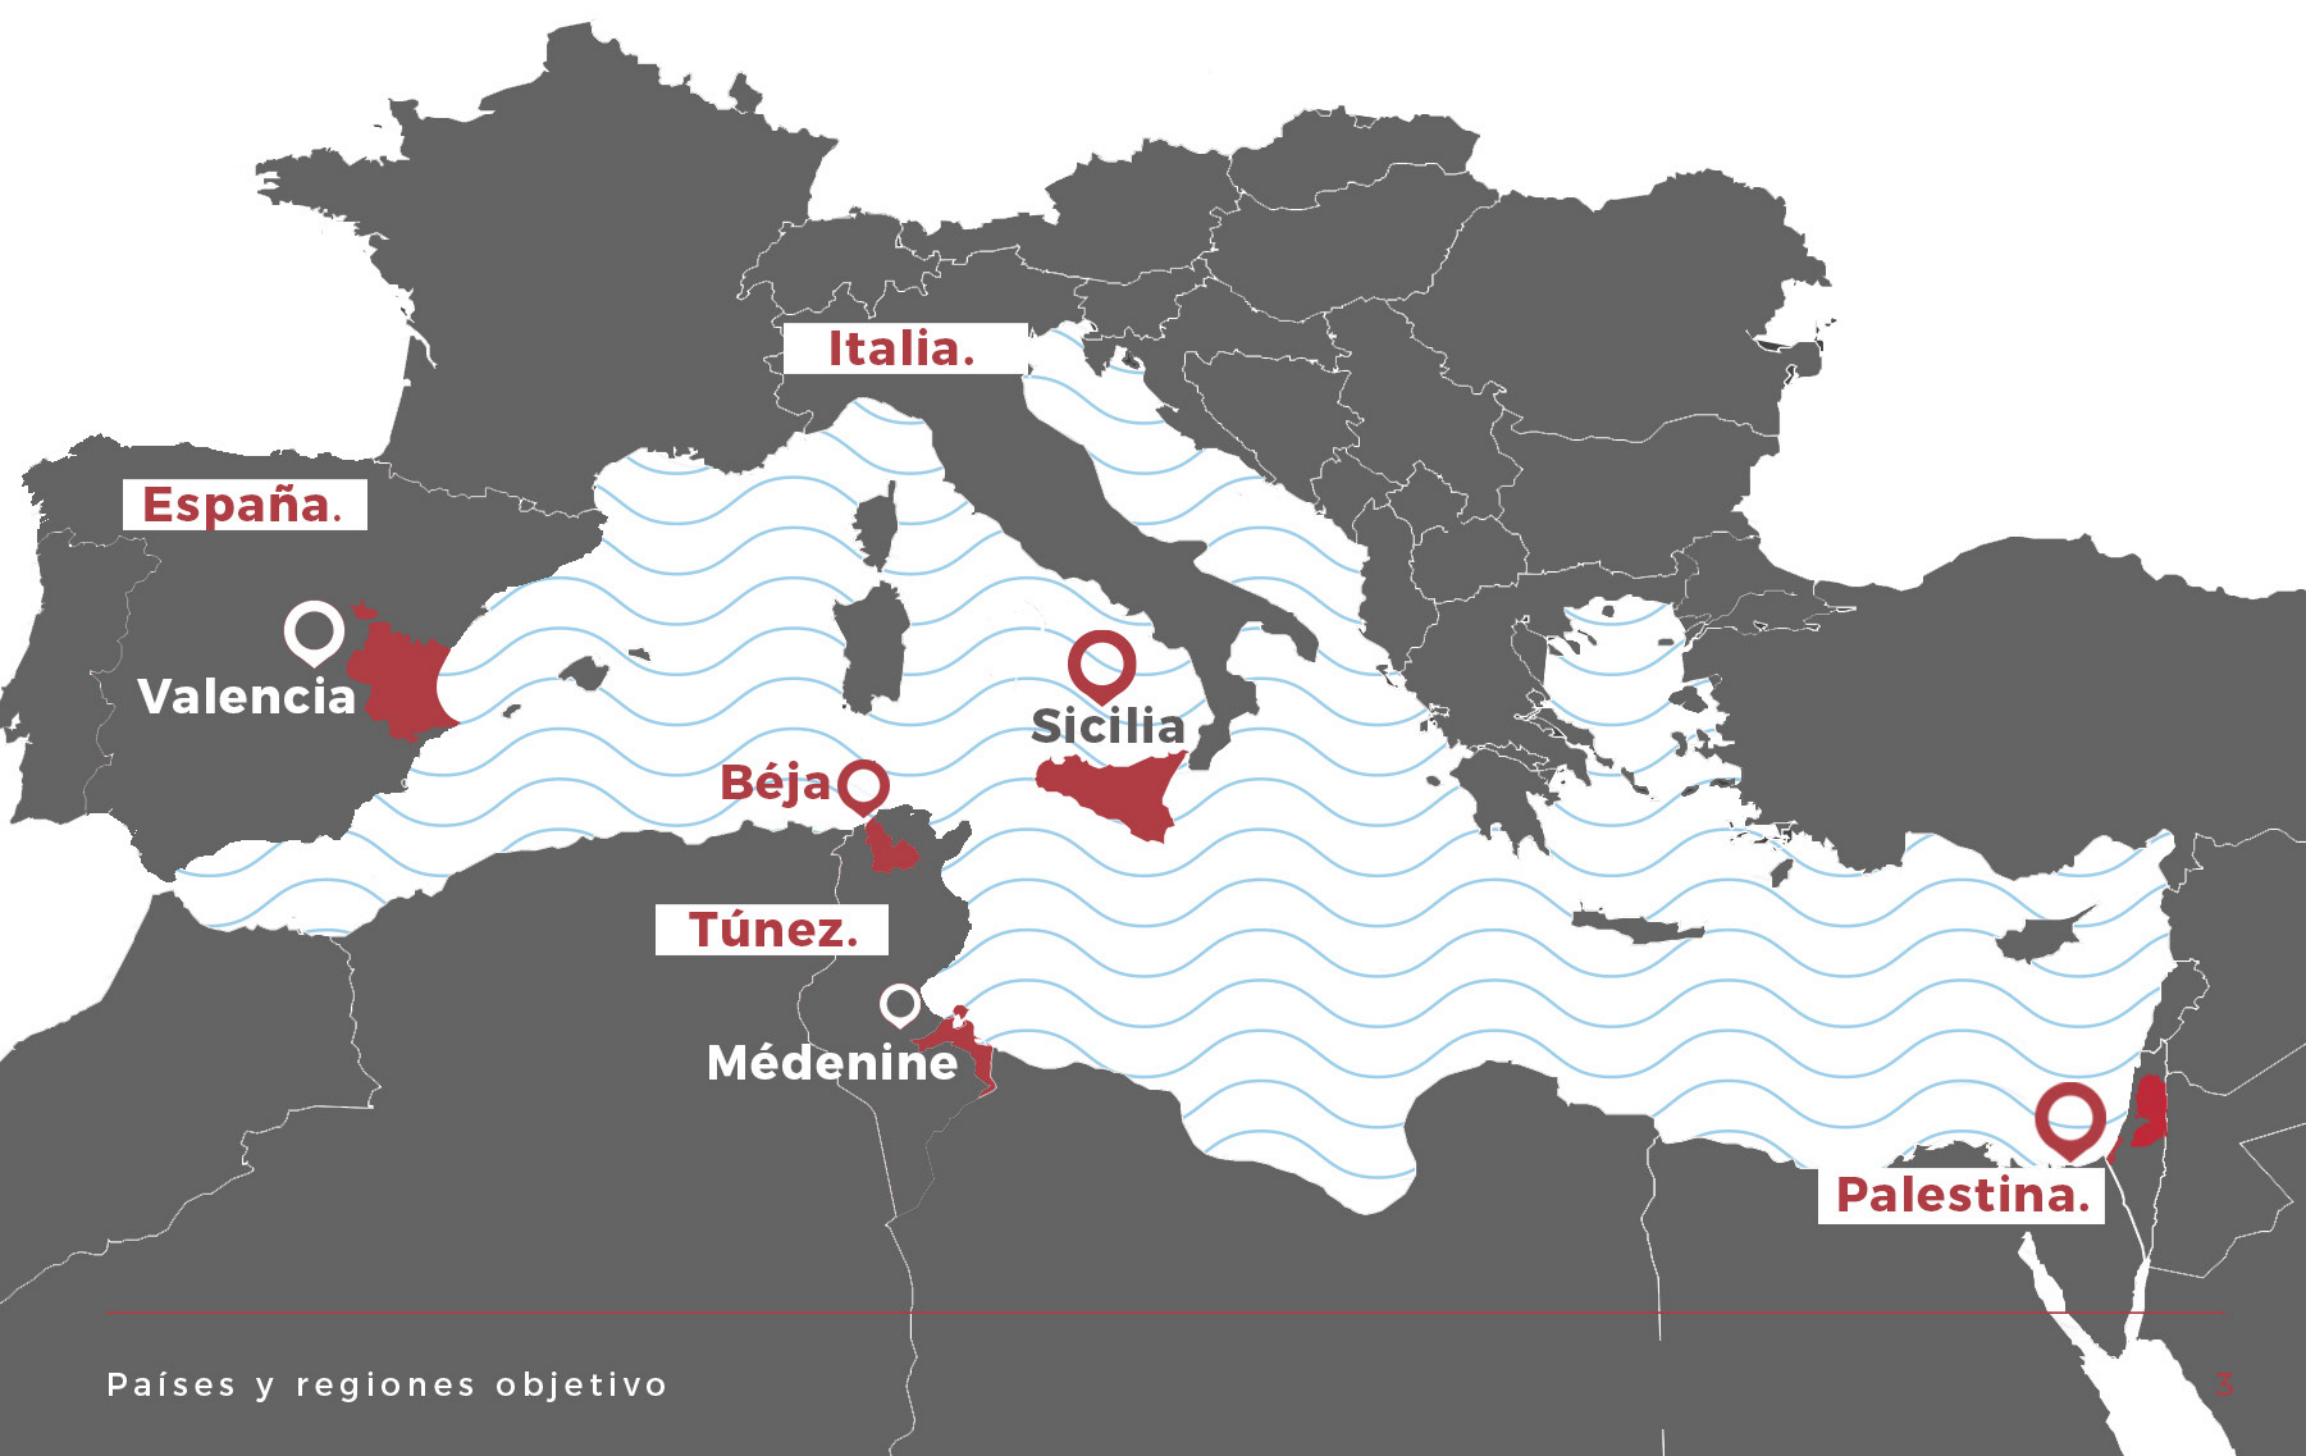 Italia.
España.
Valencia
Sicilia
Béja
Túnez.
Médenine
Palestina.
Países y regiones objetivo
3